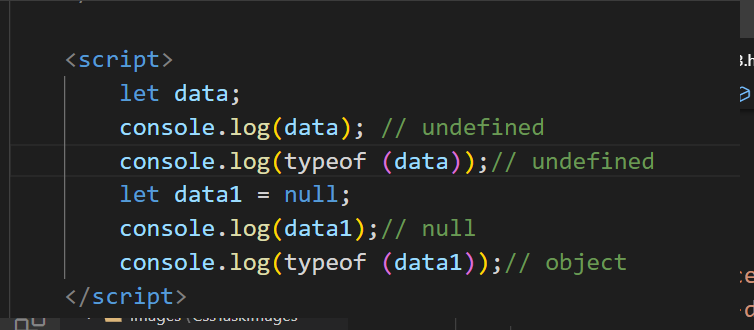 <script>
let data;
console.log(data); // undefined
console.log(typeof (data));// undefined
let data1 = null;
console.log(data1);// null
console.log(typeof (data1));// object
</script>